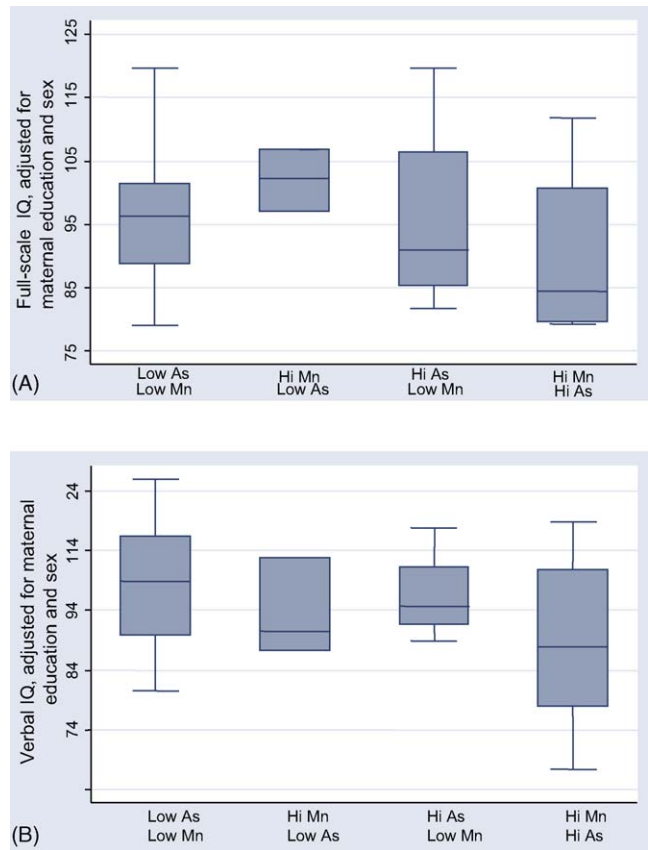 Full-scale IQ, adjusted for
maternal education and sex
125
115
105
95
85
75
(A)
Low As
Low Mn
Hi Mn
Low As
Hi As
Low Mn
Hi Mn
Hi As
Verbal IQ, adjusted for maternal
education and sex
24
114
94
84
74
(B)
Low As
Low Mn
Hi Mn
Low As
Hi As
Low Mn
Hi Mn
Hi As